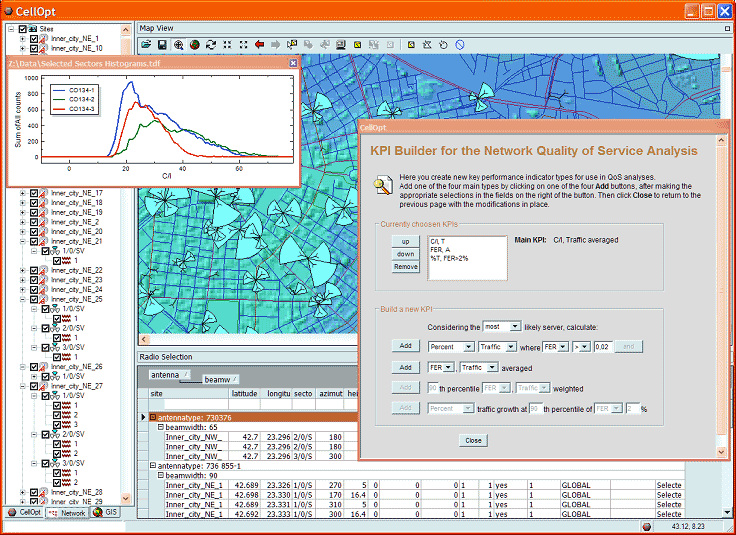 CellOpt
Sites
Inner_city_NE_1
Inner_city_NE_10
Map View
Z:\Data\Selected Sectors Histograms.tdf
Sum of All counts
1000
800
600
400
200
0
CO134-1
CO134-2
CO134-3
0
20
40
60
C/I
Inner_city_NE_17
Inner_city_NE_18
Inner_city_NE_19
Inner_city_NE_2
Inner_city_NE_20
Inner_city_NE_21
1/0/SV
1
Inner_city_NE_22
Inner_city_NE_23
Inner_city_NE_24
Inner_city_NE_25
1/0/SV
2/0/SV
3/0/SV
Inner_city_NE_26
1/0/SV
Inner_city_NE_27
1/0/SV
1
2
3
2/0/SV
1
2
3/0/SV
1
2
Inner_city_NE_28
Inner_city_NE_29
CellOpt Network GIS
CellOpt
KPI Builder for the Network Quality of Service Analysis
Here you create new key performance indicator types for use in QoS analyses.
Add one of the four main types by clicking on one of the four Add buttons, after making the
appropriate selections in the fields on the right of the button. Then click Close to return to the
previous page with the modifications in place.
Currently choosen KPIs
up
down
Remove
C/I, T
FER, A
%T, FER>2%
Main KPI: C/I, Traffic averaged
Build a new KPI
Considering the most likely server, calculate:
Add Percent Traffic where FER > 0.02 and
Add FER , Traffic averaged
Add 90 th percentile FER , Traffic weighted
Add Percent traffic growth at 90 th percentile of FER 2 %
Close
Radio Selection
antenna /
beamw /
site latitude longitu secto azimut hei
antennatype: 730376
beamwidth: 65
Inner_city_NW_ 42.7 23.296 2/0/S 180
Inner_city_NW_ 42.7 23.296 1/0/S 180
Inner_city_NW_ 42.7 23.296 3/0/S 300
antennatype: 736 855-1
beamwidth: 90
Inner_city_NE_1 42.689 23.326 1/0/S 270 5 0 0 0 1 1 yes 1 GLOBAL Selecte
Inner_city_NE_1 42.698 23.330 1/0/S 170 16.4 0 0 0 1 1 yes 1 GLOBAL Selecte
Inner_city_NE_1 42.689 23.331 1/0/S 310 5 0 0 0 1 1 yes 1 GLOBAL Selecte
Inner_city_NE_1 42.692 23.333 1/0/S 300 16.4 0 0 0 1 1 yes 1 GLOBAL Selecte
43.12, 8.23